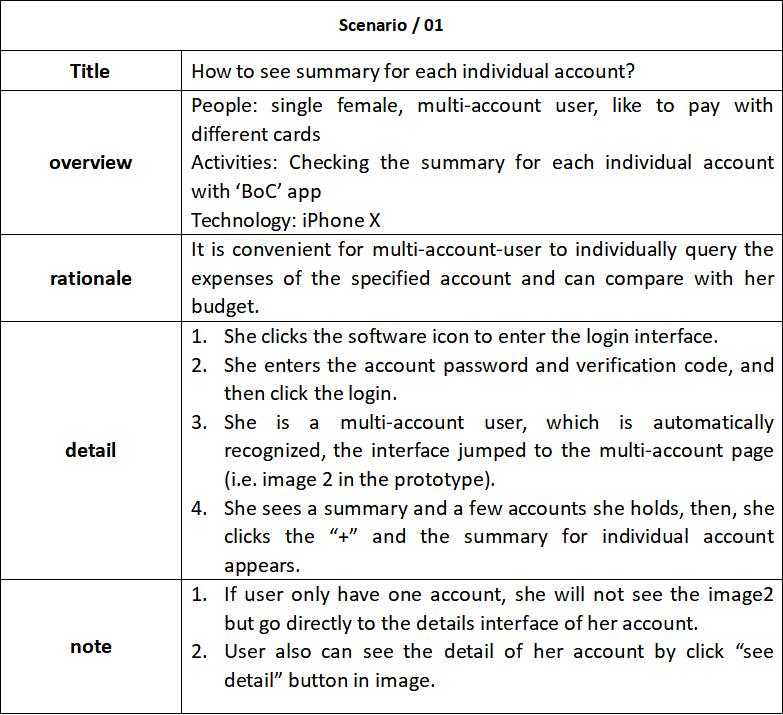 Scenario / 01
Title
How to see summary for each individual account?
overview
People: single female, multi-account user, like to pay with
different cards
Activities: Checking the summary for each individual account
with ‘BoC’ app
Technology: iPhone X
rationale
It is convenient for multi-account-user to individually query the
expenses of the specified account and can compare with her
budget.
detail
1. She clicks the software icon to enter the login interface.
2. She enters the account password and verification code, and
then click the login.
3. She is a multi-account user, which is automatically
recognized, the interface jumped to the multi-account page
(i.e. image 2 in the prototype).
4. She sees a summary and a few accounts she holds, then, she
clicks the “+” and the summary for individual account
appears.
note
1. If user only have one account, she will not see the image2
but go directly to the details interface of her account.
2. User also can see the detail of her account by click “see
detail” button in image.